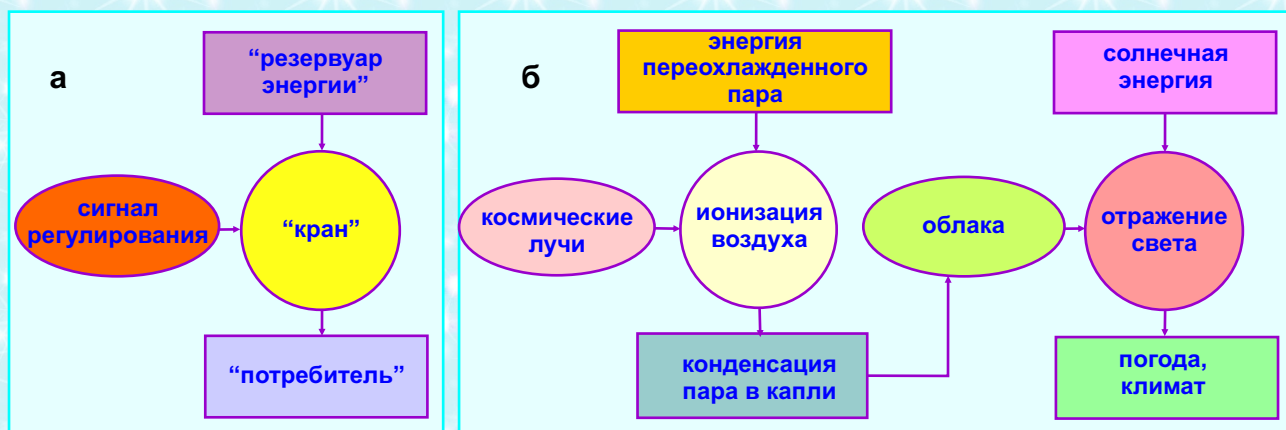 а
“резервуар
энергии”
сигнал
регулирования
“кран”
“потребитель”
б
энергия
переохлажденного
пара
солнечная
энергия
космические
лучи
ионизация
воздуха
облака
отражение
света
конденсация
пара в капли
погода,
климат